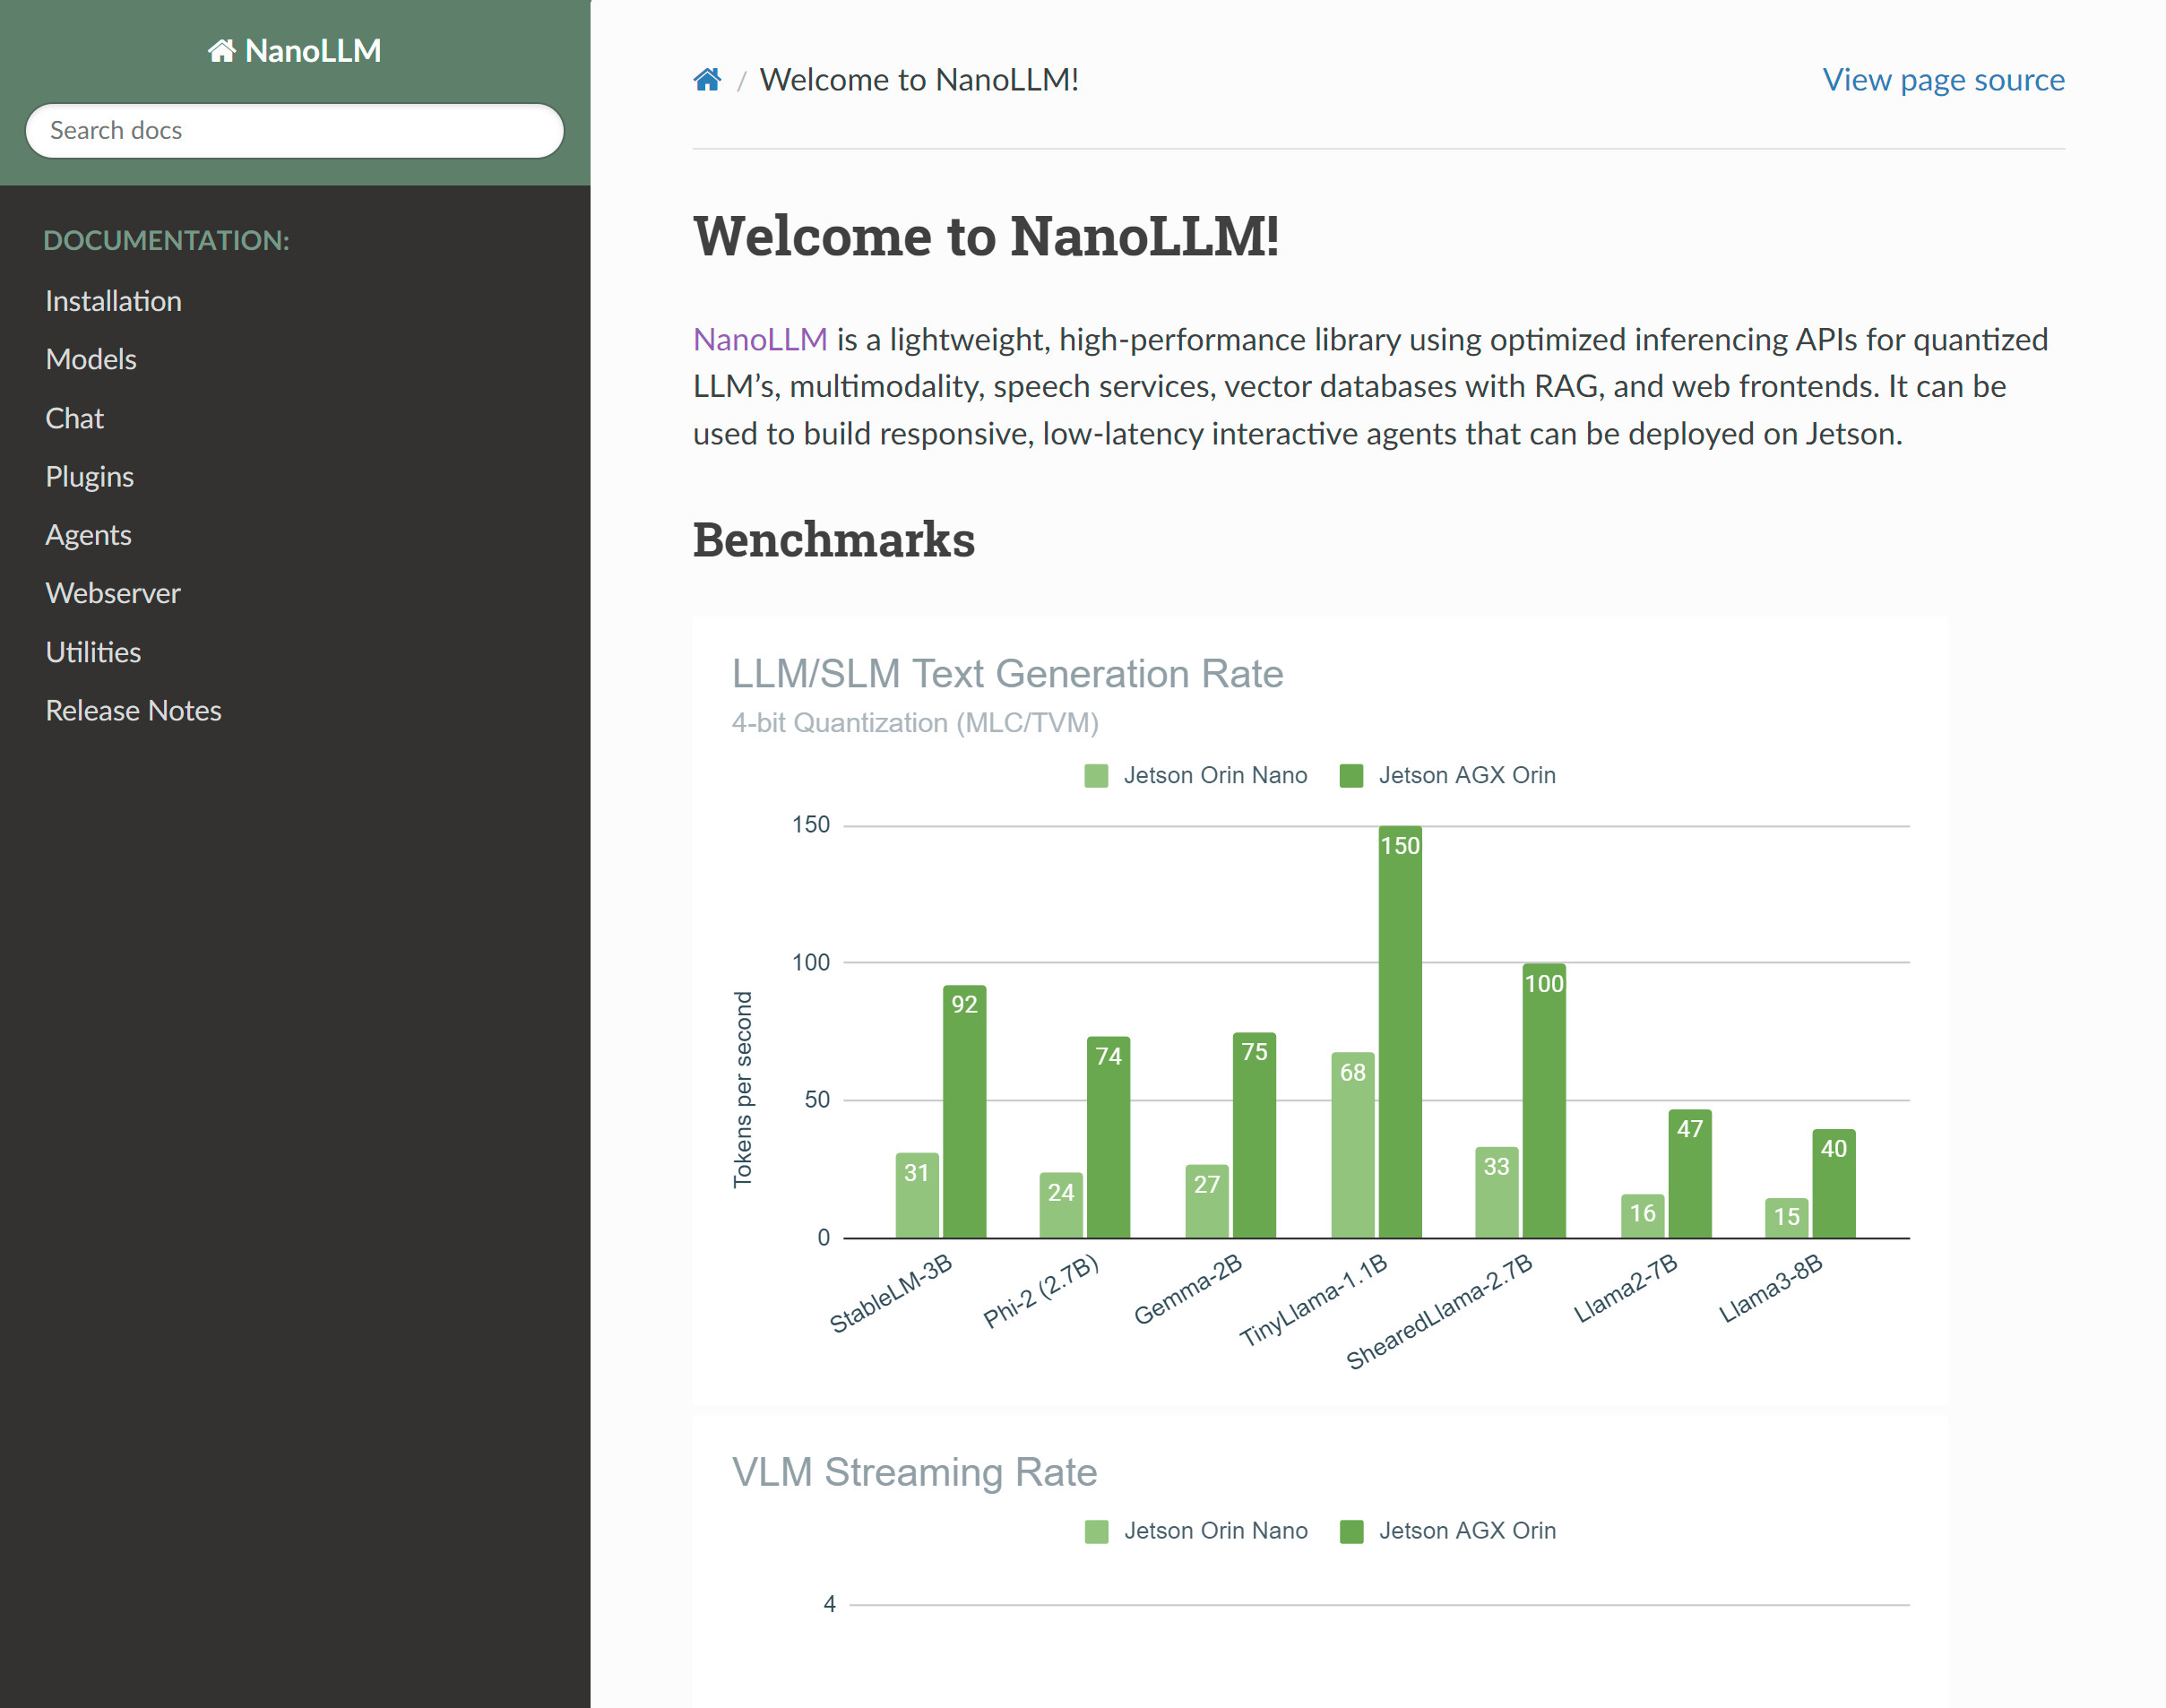 NanoLLM
Search docs
DOCUMENTATION:
Installation
Models
Chat
Plugins
Agents
Webserver
Utilities
Release Notes
/ Welcome to NanoLLM!
View page source
Welcome to NanoLLM!
NanoLLM is a lightweight, high-performance library using optimized inferencing APIs for quantized
LLM’s, multimodality, speech services, vector databases with RAG, and web frontends. It can be
used to build responsive, low-latency interactive agents that can be deployed on Jetson.
Benchmarks
LLM/SLM Text Generation Rate
4-bit Quantization (MLC/TVM)
Jetson Orin Nano Jetson AGX Orin
Tokens per second
150
100
50
0
31 92
24 74
27 75
68 150
33 100
16 47
15 40
StableLM-3B
Phi-2 (2.7B)
Gemma-2B
TinyLlama-1.1B
ShearedLlama-2.7B
Llama2-7B
Llama3-8B
VLM Streaming Rate
Jetson Orin Nano Jetson AGX Orin
4